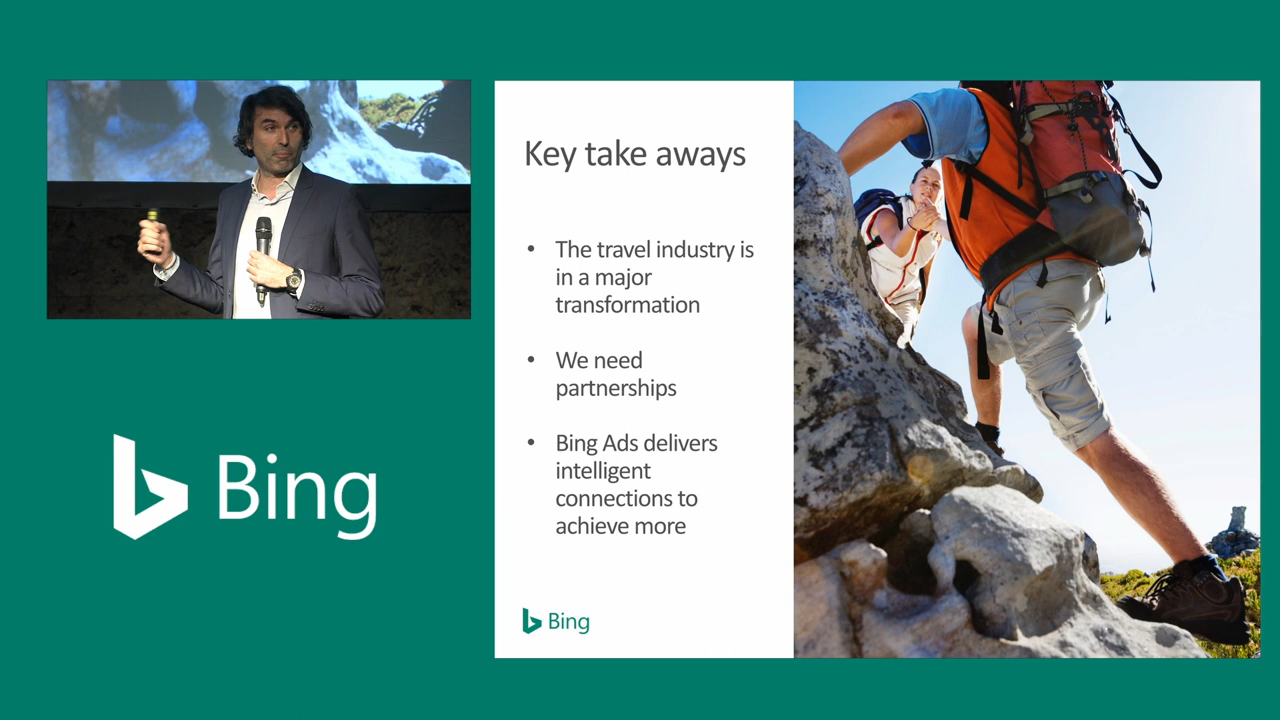 Bing
Key take aways
• The travel industry is
in a major
transformation
• We need
partnerships
• Bing Ads delivers
intelligent
connections to
achieve more
Bing